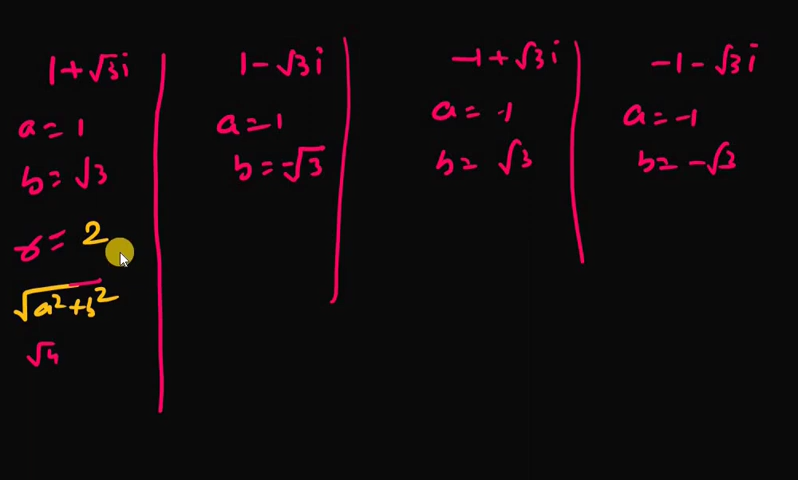 1 + √3i
a = 1
b = √3
r = 2
√a² + b²
√4
1 - √3i
a = 1
b = -√3
-1 + √3i
a = -1
b = √3
-1 - √3i
a = -1
b = -√3